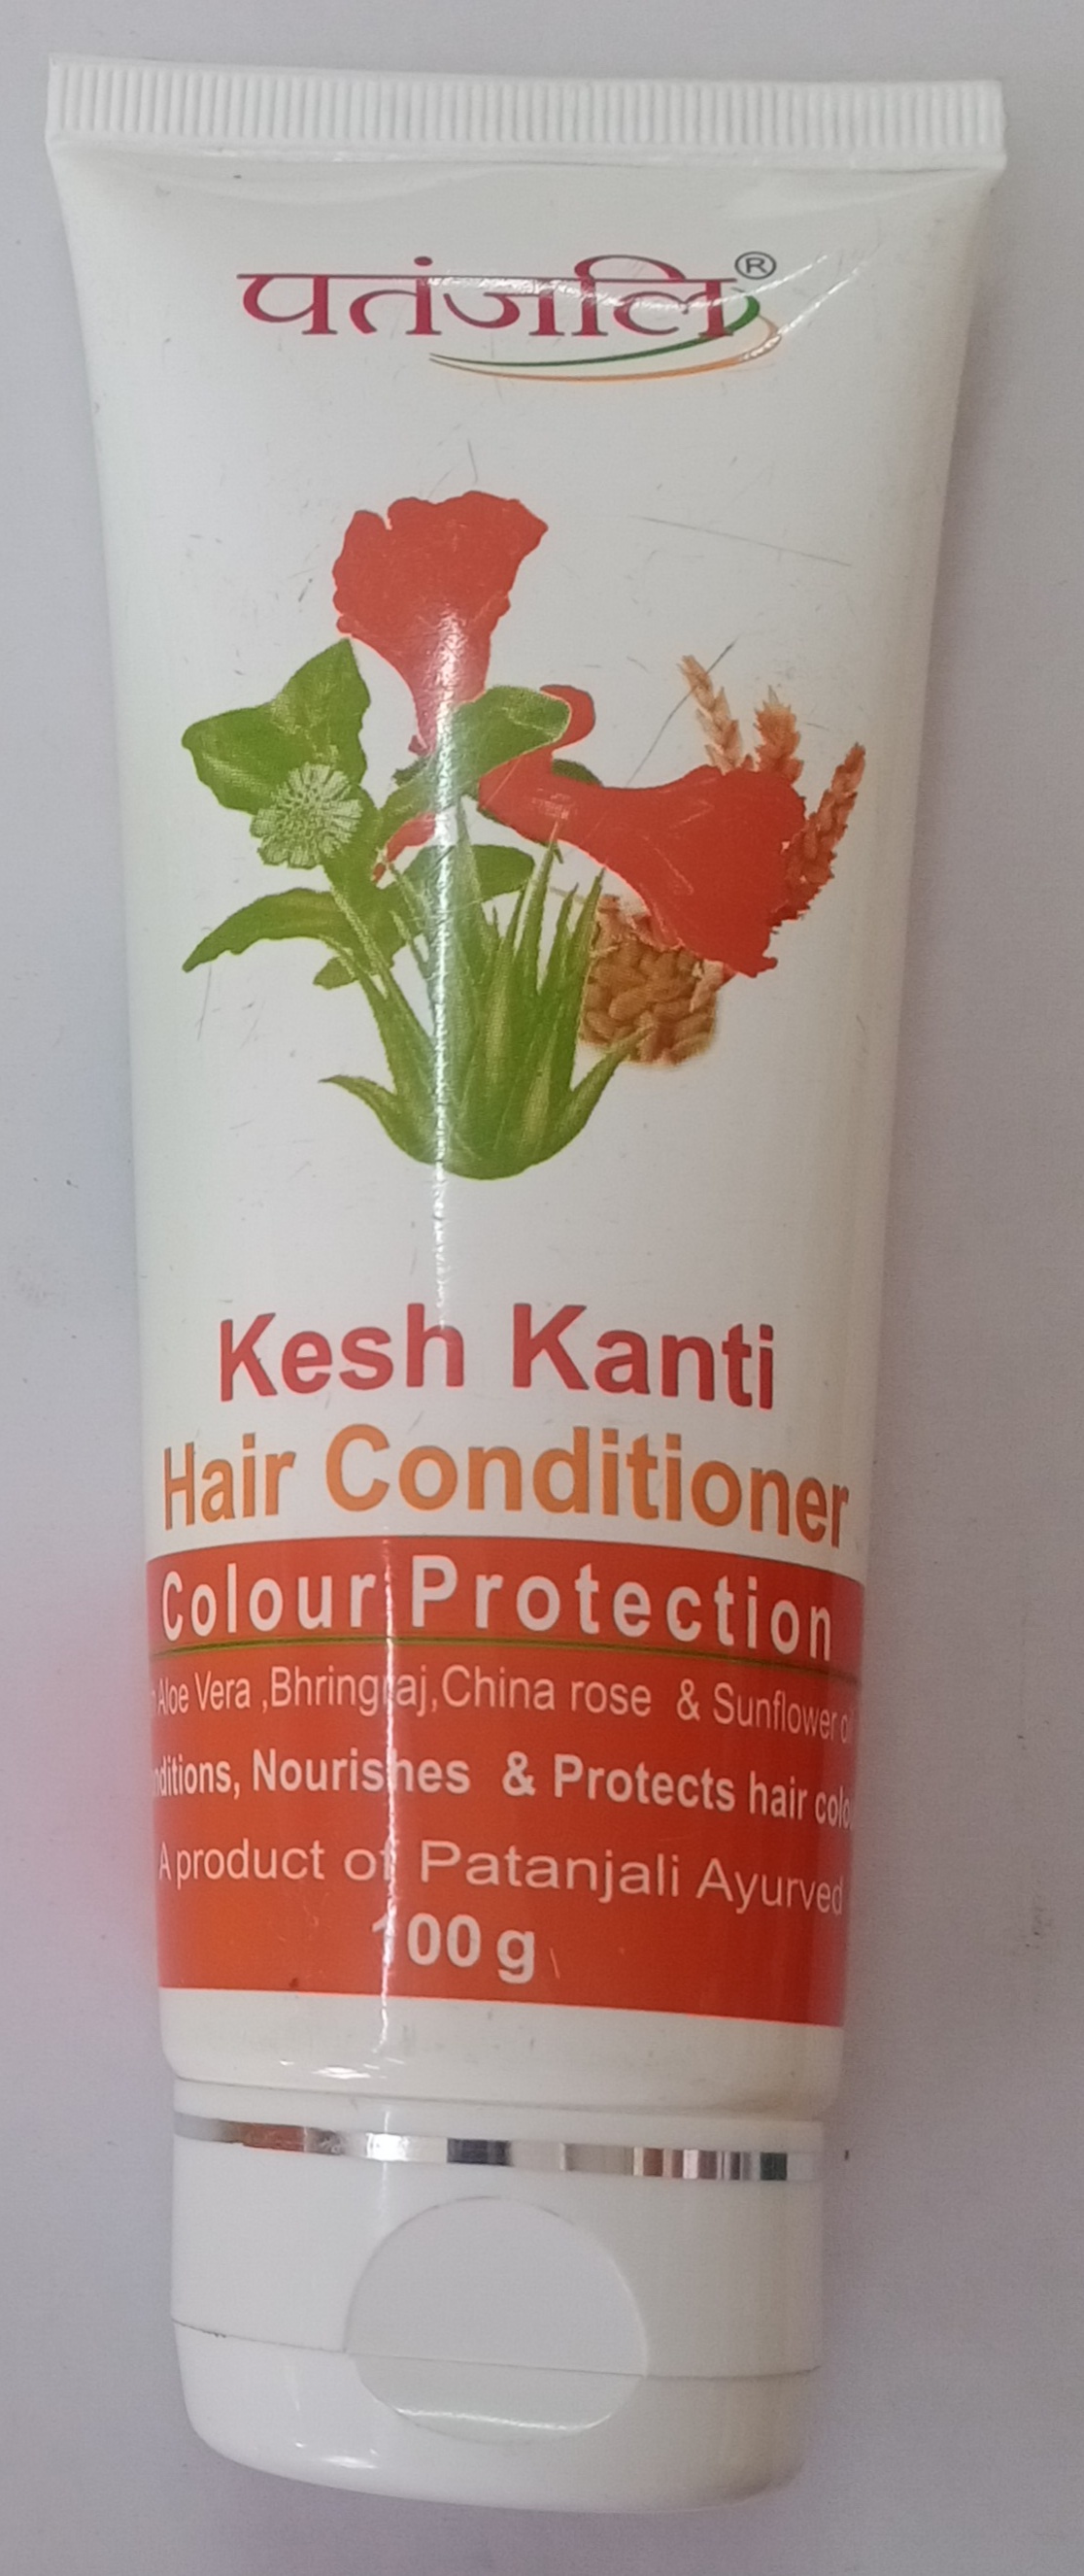 पतंजलि®
Kesh Kanti
Hair Conditioner
Colour Protection
Aloe Vera ,Bhringraj,China rose & Sunflower
Nourishes & Protects hair
A product of Patanjali Ayurved
100 g